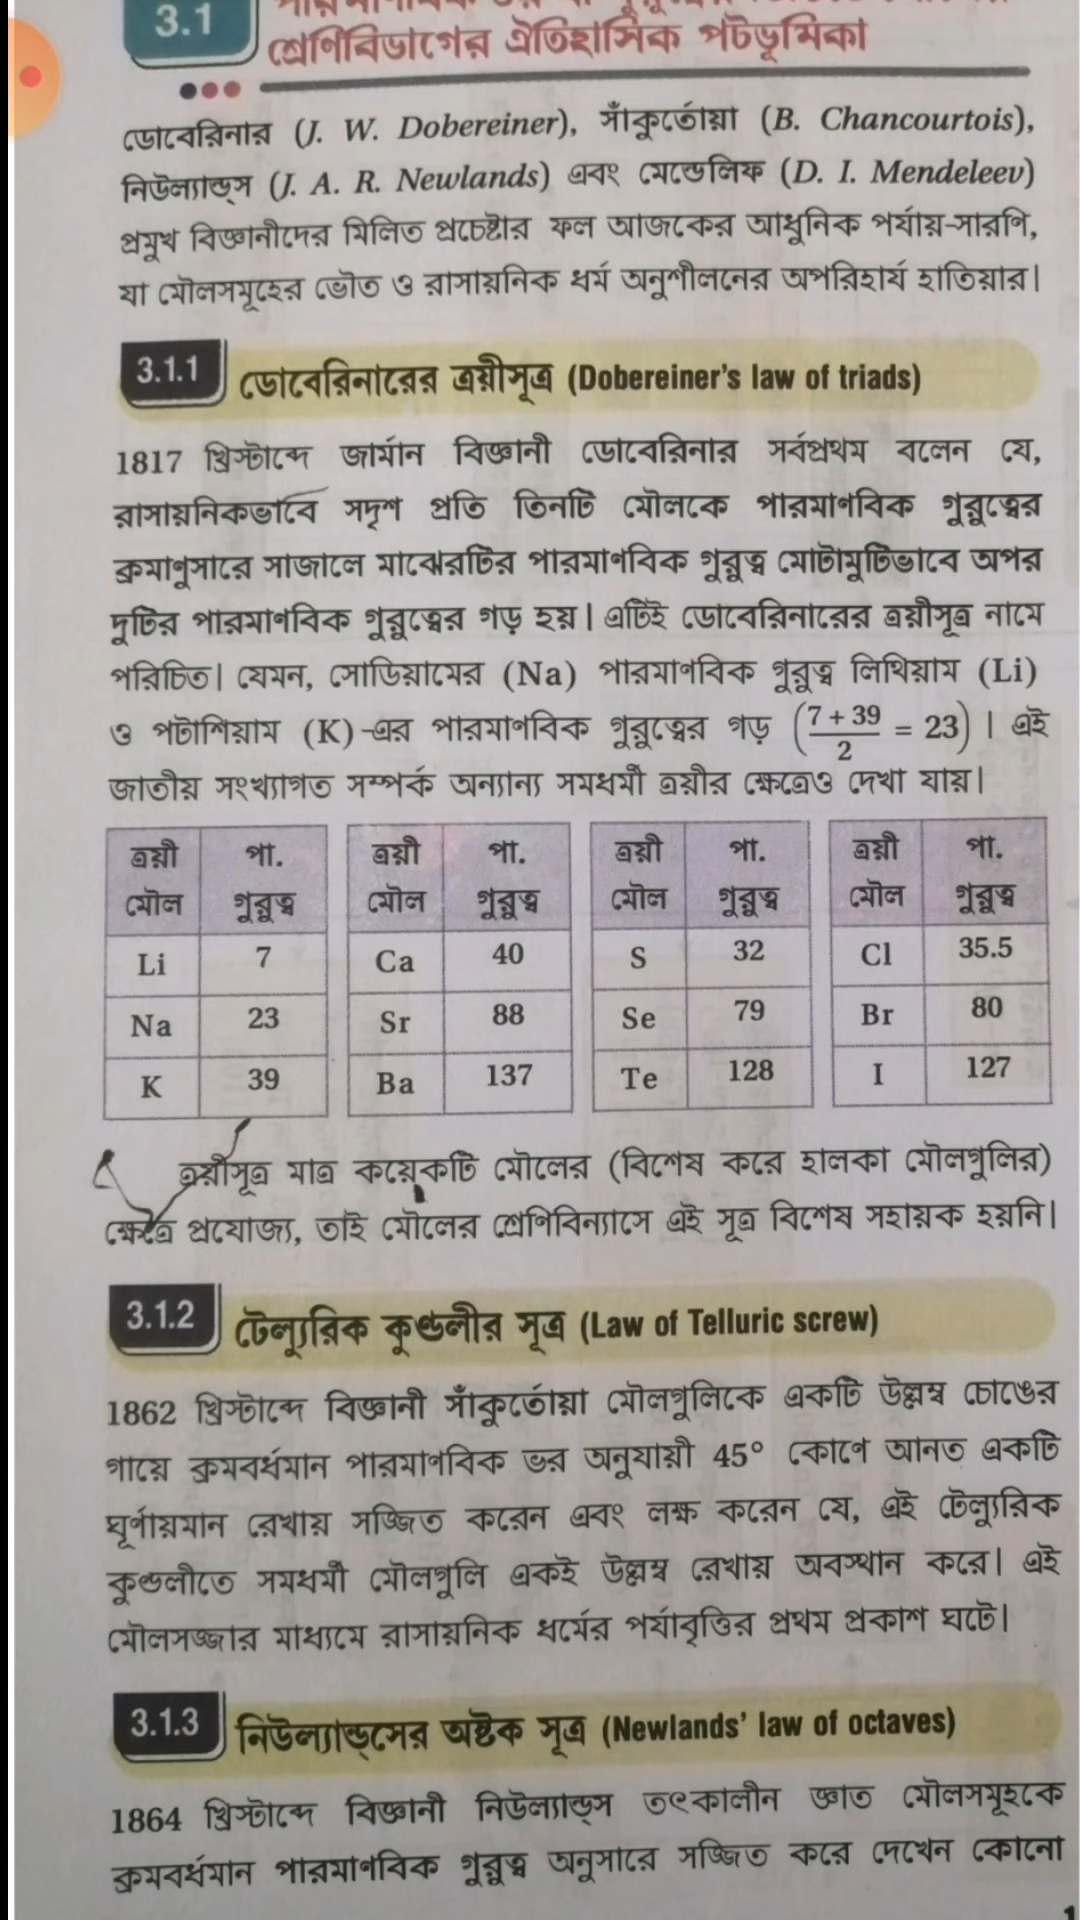 3.1
শ্রেণিবিভাগের ঐতিহাসিক পটভূমিকা
ডোবেরিনার (J. W. Dobereiner), সাঁকুর্তোয়া (B. Chancourtois),
নিউল্যান্ড্‌স (J. A. R. Newlands) এবং মেন্ডেলিফ (D. I. Mendeleev)
প্রমুখ বিজ্ঞানীদের মিলিত প্রচেষ্টার ফল আজকের আধুনিক পর্যায়-সারণি,
যা মৌলসমূহের ভৌত ও রাসায়নিক ধর্ম অনুশীলনের অপরিহার্য হাতিয়ার।
3.1.1 ডোবেরিনারের ত্রয়ীসূত্র (Dobereiner's law of triads)
1817 খ্রিস্টাব্দে জার্মান বিজ্ঞানী ডোবেরিনার সর্বপ্রথম বলেন যে,
রাসায়নিকভাবে সদৃশ প্রতি তিনটি মৌলকে পারমাণবিক গুরুত্বের
ক্রমানুসারে সাজালে মাঝেরটির পারমাণবিক গুরুত্ব মোটামুটিভাবে অপর
দুটির পারমাণবিক গুরুত্বের গড় হয়। এটিই ডোবেরিনারের ত্রয়ীসূত্র নামে
পরিচিত। যেমন, সোডিয়ামের (Na) পারমাণবিক গুরুত্ব লিথিয়াম (Li)
ও পটাশিয়াম (K)-এর পারমাণবিক গুরুত্বের গড় (7 + 39 / 2 = 23) । এই
জাতীয় সংখ্যাগত সম্পর্ক অন্যান্য সমধর্মী ত্রয়ীর ক্ষেত্রেও দেখা যায়।
ত্রয়ী পা. ত্রয়ী পা. ত্রয়ী পা. ত্রয়ী পা.
মৌল গুরুত্ব মৌল গুরুত্ব মৌল গুরুত্ব মৌল গুরুত্ব
Li 7 Ca 40 S 32 Cl 35.5
Na 23 Sr 88 Se 79 Br 80
K 39 Ba 137 Te 128 I 127
ত্রয়ীসূত্র মাত্র কয়েকটি মৌলের (বিশেষ করে হালকা মৌলগুলির)
ক্ষেত্রে প্রযোজ্য, তাই মৌলের শ্রেণিবিন্যাসে এই সূত্র বিশেষ সহায়ক হয়নি।
3.1.2 টেল্যুরিক কুণ্ডলীর সূত্র (Law of Telluric screw)
1862 খ্রিস্টাব্দে বিজ্ঞানী সাঁকুর্তোয়া মৌলগুলিকে একটি উল্লম্ব চোঙের
গায়ে ক্রমবর্ধমান পারমাণবিক ভর অনুযায়ী 45° কোণে আনত একটি
ঘূর্ণায়মান রেখায় সজ্জিত করেন এবং লক্ষ করেন যে, এই টেল্যুরিক
কুণ্ডলীতে সমধর্মী মৌলগুলি একই উল্লম্ব রেখায় অবস্থান করে। এই
মৌলসজ্জার মাধ্যমে রাসায়নিক ধর্মের পর্যাবৃত্তির প্রথম প্রকাশ ঘটে।
3.1.3 নিউল্যান্ড্‌সের অষ্টক সূত্র (Newlands' law of octaves)
1864 খ্রিস্টাব্দে বিজ্ঞানী নিউল্যান্ড্‌স তৎকালীন জ্ঞাত মৌলসমূহকে
ক্রমবর্ধমান পারমাণবিক গুরুত্ব অনুসারে সজ্জিত করে দেখেন কোনো